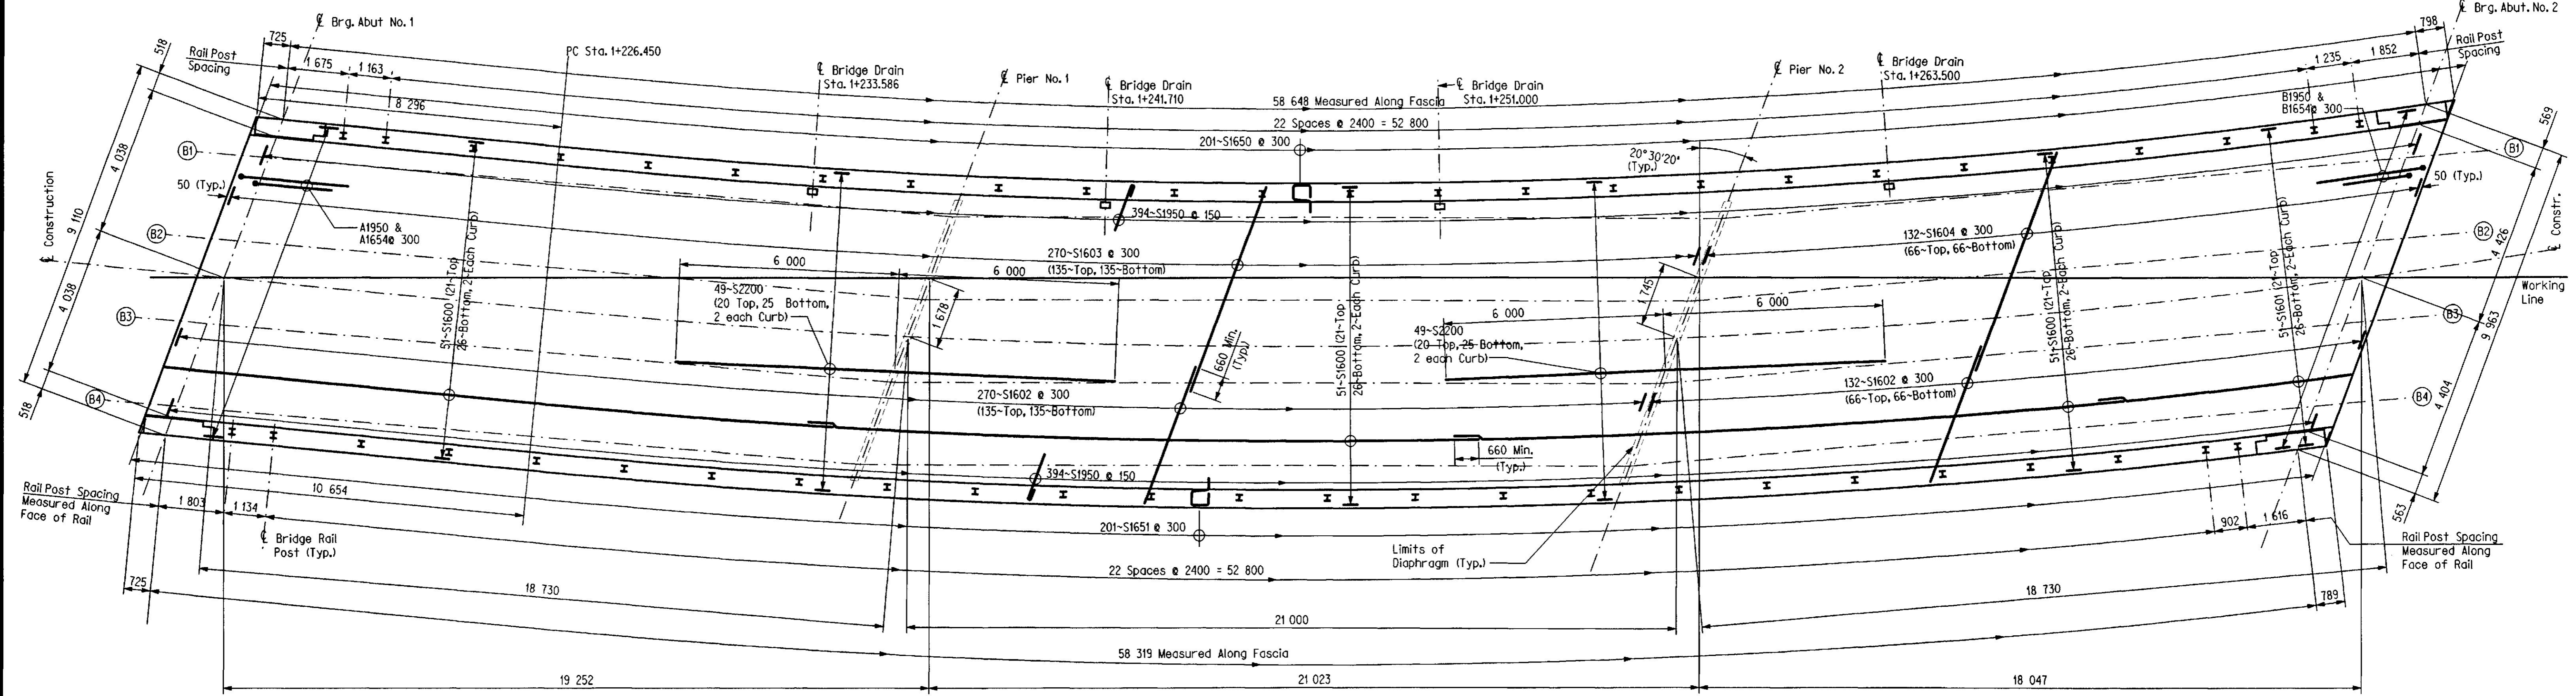 ℄ Brg. Abut No. 1
℄ Brg. Abut. No. 2
725
798
518
Rail Post
Spacing
1 675
1 163
PC Sta. 1+226.450
℄ Bridge Drain
Sta. 1+233.586
℄ Pier No. 1
℄ Bridge Drain
Sta. 1+241.710
℄ Bridge Drain
Sta. 1+251.000
℄ Pier No. 2
℄ Bridge Drain
Sta. 1+263.500
1 235
1 852
Rail Post
Spacing
8 296
58 648 Measured Along Fascia
22 Spaces @ 2400 = 52 800
201~S1650 @ 300
B1950 &
B1654@ 300
569
4 038
B1
20°30'20"
(Typ.)
B1
50 (Typ.)
50 (Typ.)
℄ Construction
9 110
A1950 &
A1654@ 300
394~S1950 @ 150
B2
B2
4 426
℄ Constr.
132~S1604 @ 300
(66~Top, 66~Bottom)
270~S1603 @ 300
(135~Top, 135~Bottom)
6 000
6 000
51~S1600 (21~Top
26~Bottom, 2~Each Curb)
49~S2200
(20 Top, 25 Bottom,
2 each Curb)
1 678
1 745
6 000
6 000
51~S1600 (21~Top
26~Bottom, 2~Each Curb)
51~S1600 (21~Top
26~Bottom, 2~Each Curb)
51~S1601 (21~Top
26~Bottom, 2~Each Curb)
Working
Line
4 038
B3
B3
9 963
660 Min.
(Typ.)
49~S2200
(20 Top, 25 Bottom,
2 each Curb)
132~S1602 @ 300
(66~Top, 66~Bottom)
270~S1602 @ 300
(135~Top, 135~Bottom)
518
B4
B4
4 404
660 Min.
(Typ.)
394~S1950 @ 150
563
Rail Post Spacing
Measured Along
Face of Rail
1 803
10 654
1 134
℄ Bridge Rail
Post (Typ.)
201~S1651 @ 300
Limits of
Diaphragm (Typ.)
902
1 616
Rail Post Spacing
Measured Along
Face of Rail
22 Spaces @ 2400 = 52 800
725
18 730
18 730
789
21 000
58 319 Measured Along Fascia
19 252
21 023
18 047